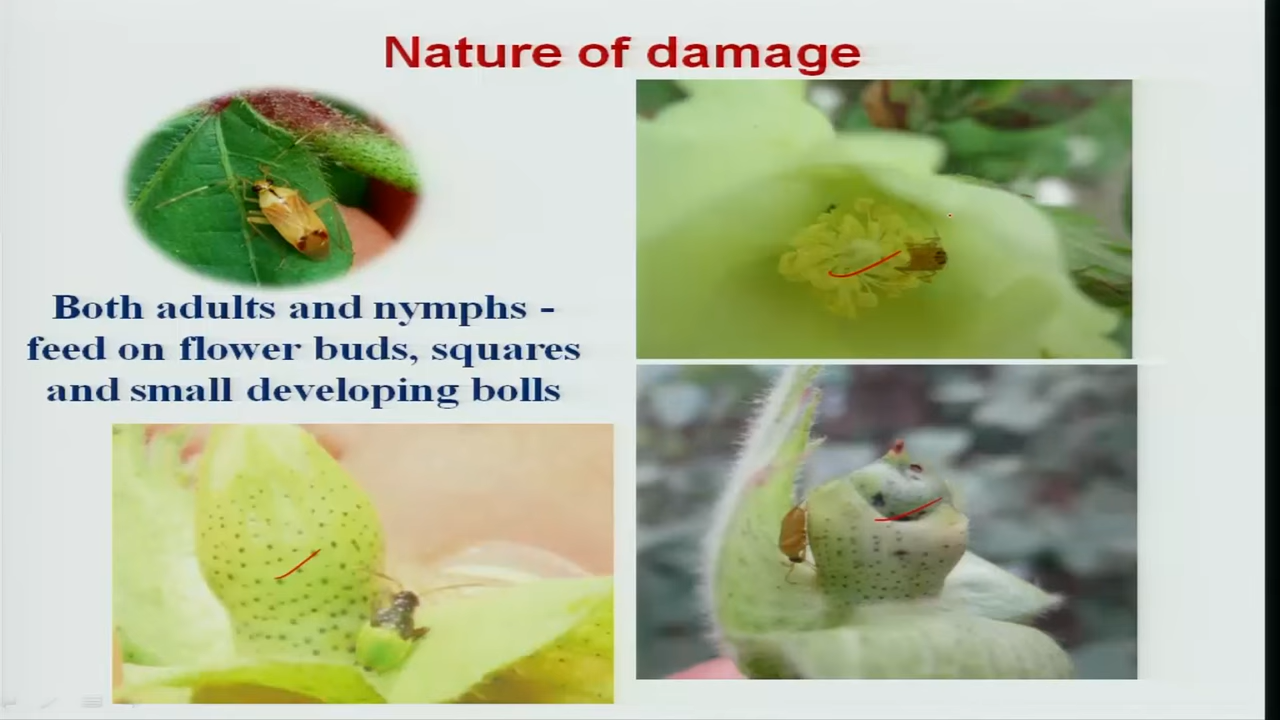 Nature of damage
Both adults and nymphs -
feed on flower buds, squares
and small developing bolls